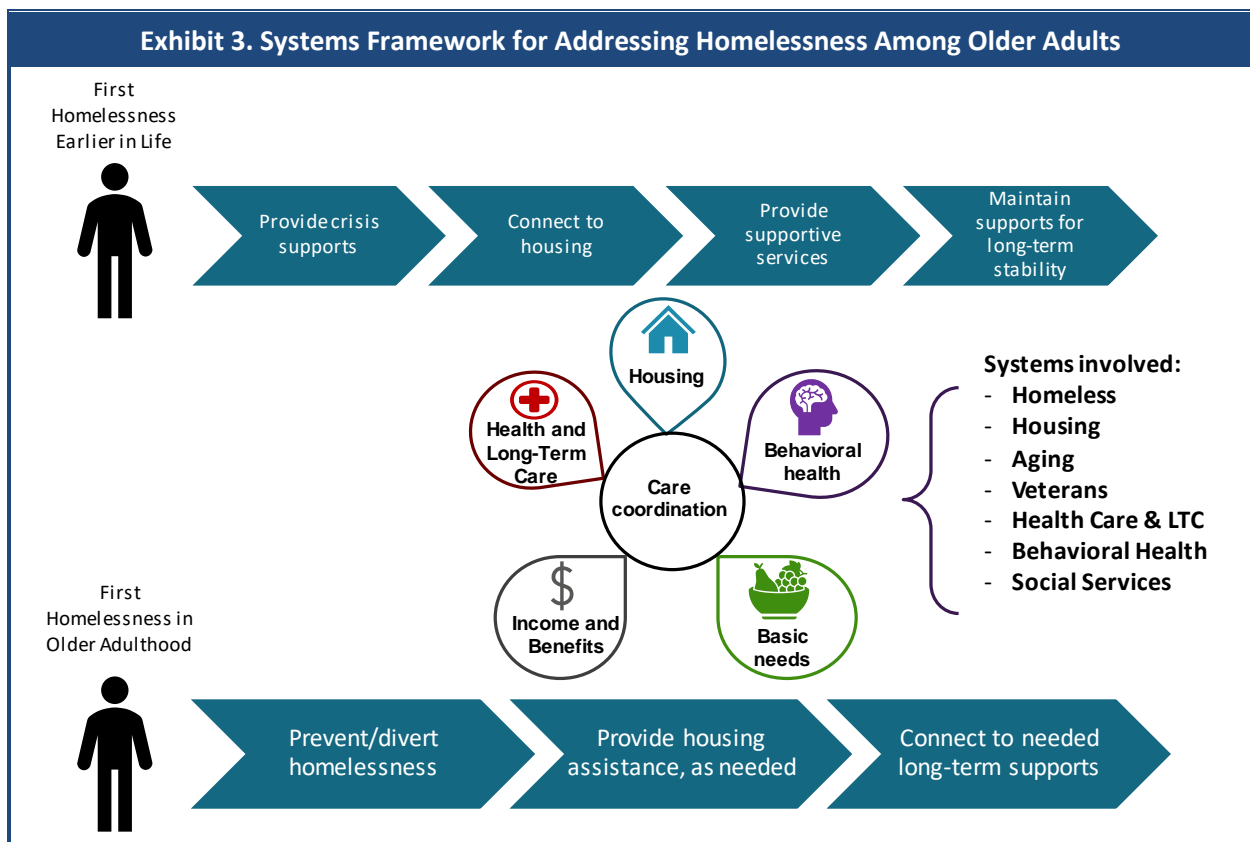 Exhibit 3. Systems Framework for Addressing Homelessness Among Older Adults
First
Homelessness
Earlier in Life
Provide crisis
supports
Connect to
housing
Provide
supportive
services
Maintain
supports for
long-term
stability
Housing
Health and
Long-Term
Care
Behavioral
health
Care
coordination
$
Income and
Benefits
Basic
needs
Systems involved:
- Homeless
- Housing
- Aging
- Veterans
- Health Care & LTC
- Behavioral Health
- Social Services
First
Homelessness in
Older Adulthood
Prevent/divert
homelessness
Provide housing
assistance, as needed
Connect to needed
long-term supports